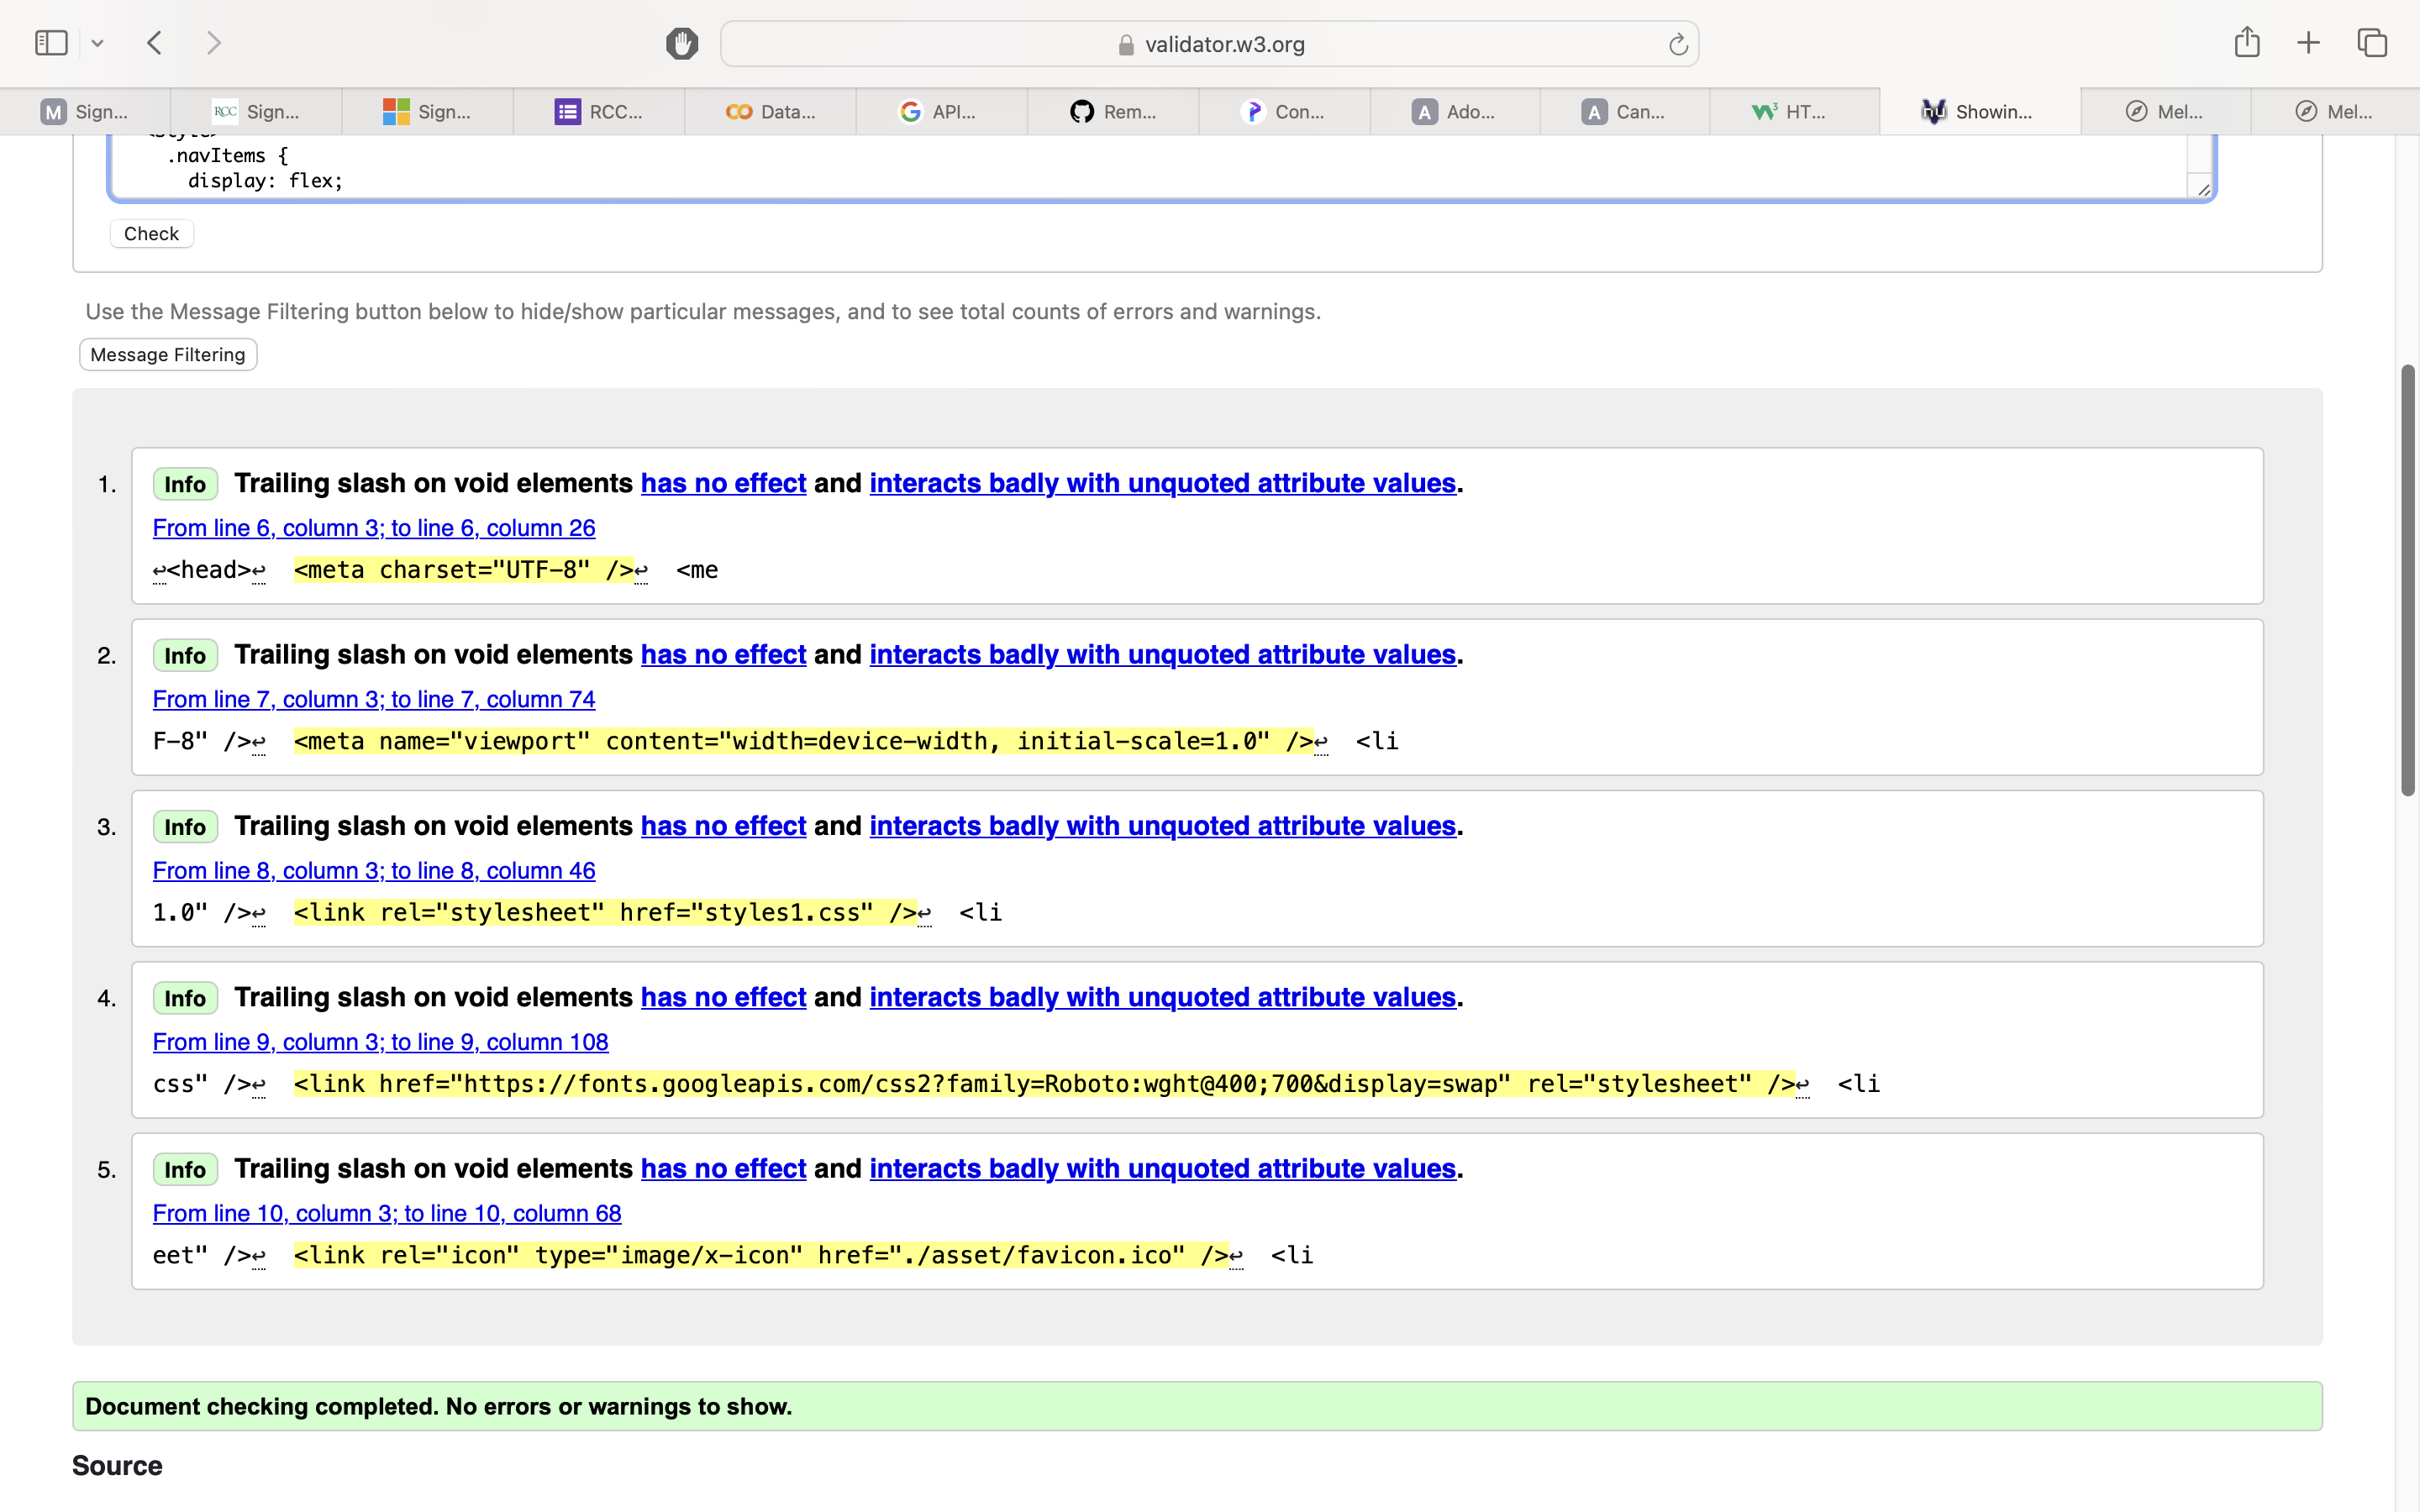 validator.w3.org
M Sign...
RCC Sign...
Sign...
RCC...
Data...
G API...
Rem...
Con...
A Ado...
A Can...
W3 HT...
nu Showin...
Mel...
Mel...
<style>
.navItems {
display: flex;
Check
Use the Message Filtering button below to hide/show particular messages, and to see total counts of errors and warnings.
Message Filtering
1. Info Trailing slash on void elements has no effect and interacts badly with unquoted attribute values.
From line 6, column 3; to line 6, column 26
↩<head>↩ <meta charset="UTF-8" />↩ <me
2. Info Trailing slash on void elements has no effect and interacts badly with unquoted attribute values.
From line 7, column 3; to line 7, column 74
F-8" />↩ <meta name="viewport" content="width=device-width, initial-scale=1.0" />↩ <li
3. Info Trailing slash on void elements has no effect and interacts badly with unquoted attribute values.
From line 8, column 3; to line 8, column 46
1.0" />↩ <link rel="stylesheet" href="styles1.css" />↩ <li
4. Info Trailing slash on void elements has no effect and interacts badly with unquoted attribute values.
From line 9, column 3; to line 9, column 108
css" />↩ <link href="https://fonts.googleapis.com/css2?family=Roboto:wght@400;700&display=swap" rel="stylesheet" />↩ <li
5. Info Trailing slash on void elements has no effect and interacts badly with unquoted attribute values.
From line 10, column 3; to line 10, column 68
eet" />↩ <link rel="icon" type="image/x-icon" href="./asset/favicon.ico" />↩ <li
Document checking completed. No errors or warnings to show.
Source